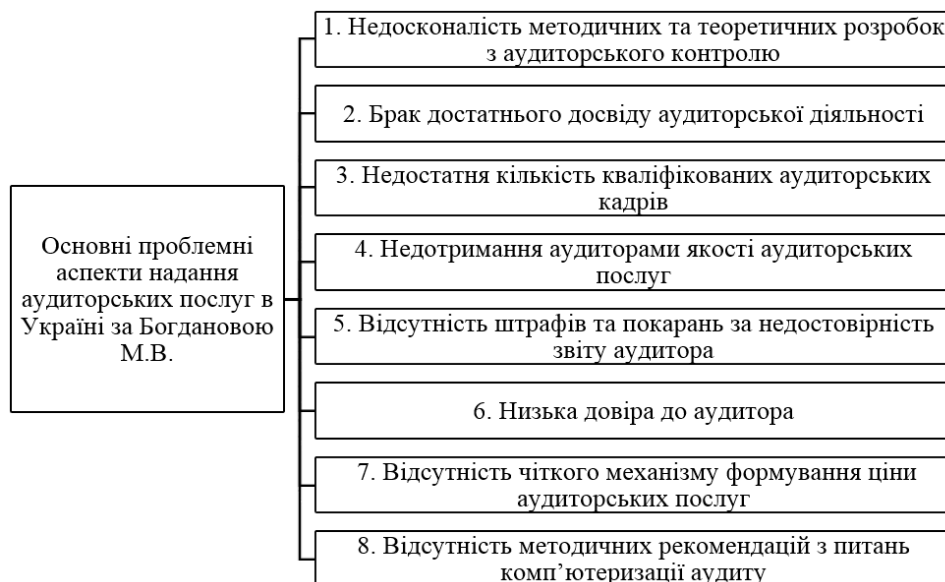 Основні проблемні
аспекти надання
аудиторських послуг в
Україні за Богдановою
М.В.
1. Недосконалість методичних та теоретичних розробок
з аудиторського контролю
2. Брак достатнього досвіду аудиторської діяльності
3. Недостатня кількість кваліфікованих аудиторських
кадрів
4. Недотримання аудиторами якості аудиторських
послуг
5. Відсутність штрафів та покарань за недостовірність
звіту аудитора
6. Низька довіра до аудитора
7. Відсутність чіткого механізму формування ціни
аудиторських послуг
8. Відсутність методичних рекомендацій з питань
комп’ютеризації аудиту